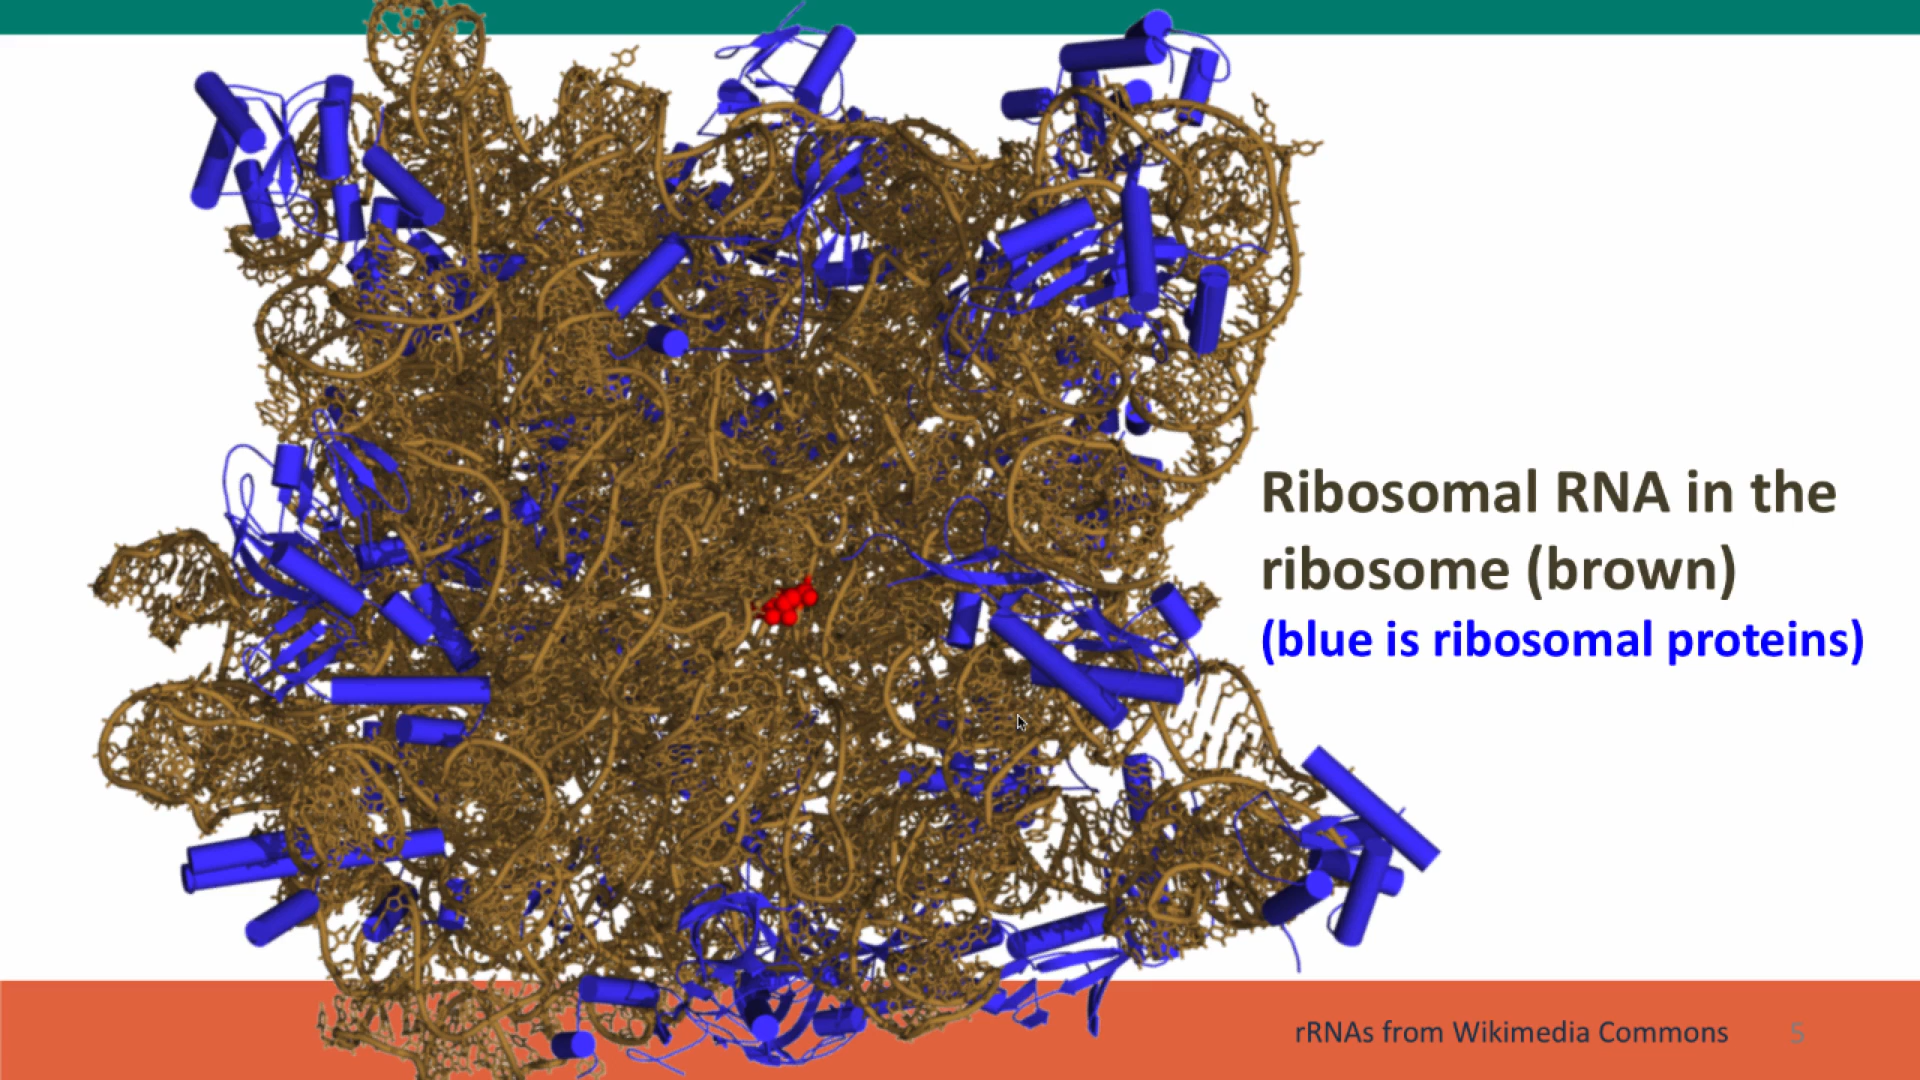 Ribosomal RNA in the
ribosome (brown)
(blue is ribosomal proteins)
rRNAs from Wikimedia Commons
5